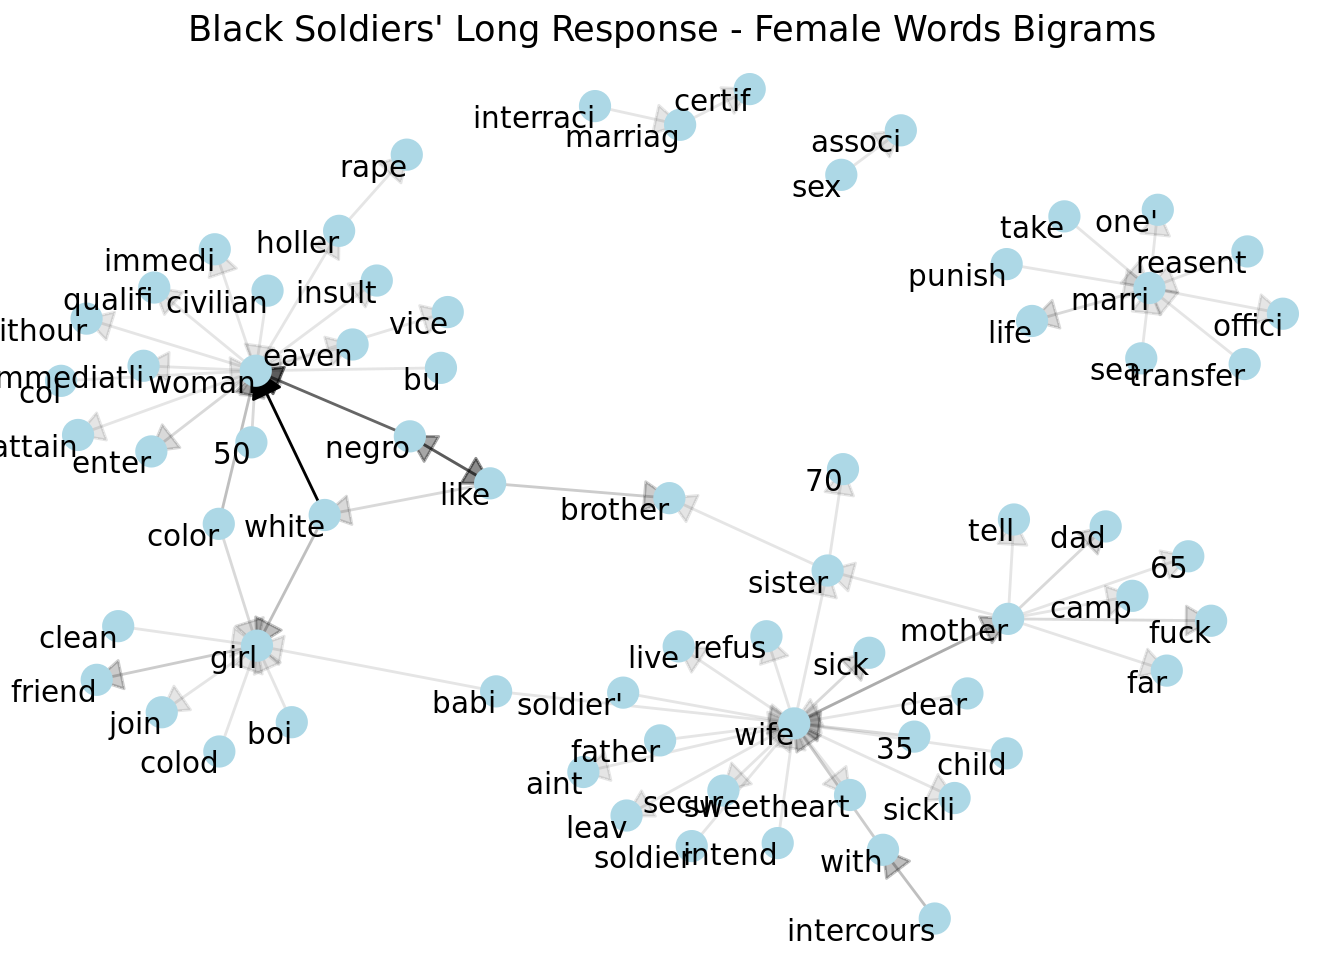 Black Soldiers' Long Response - Female Words Bigrams
certif
interraci
marriag
associ
rape
sex
take
one'
holler
immedi
reasent
punish
insult
qualifi
civilian
marri
vice
offici
ithour
life
eaven
sea
transfer
mmediatli
woman
bu
col
attain
enter
50
negro
70
like
brother
tell
dad
color
white
65
sister
camp
mother
fuck
clean
girl
live
refus
sick
far
friend
babi
soldier'
dear
join
boi
wife
35
father
child
colod
aint
secur
sweetheart
sickli
leav
soldier
intend
with
intercours